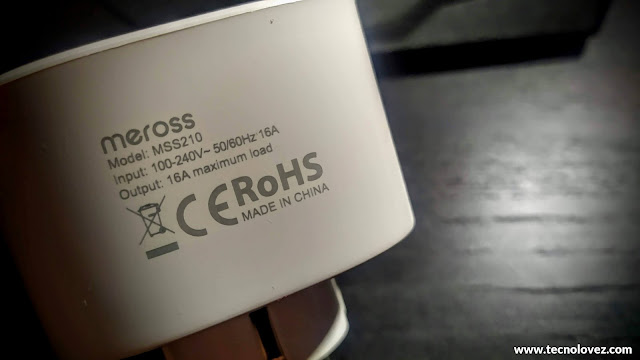 meross
Model: MSS210
Input: 100-240V~ 50/60Hz 16A
Output: 16A maximum load
CE RoHS
MADE IN CHINA
www.tecnolovez.com